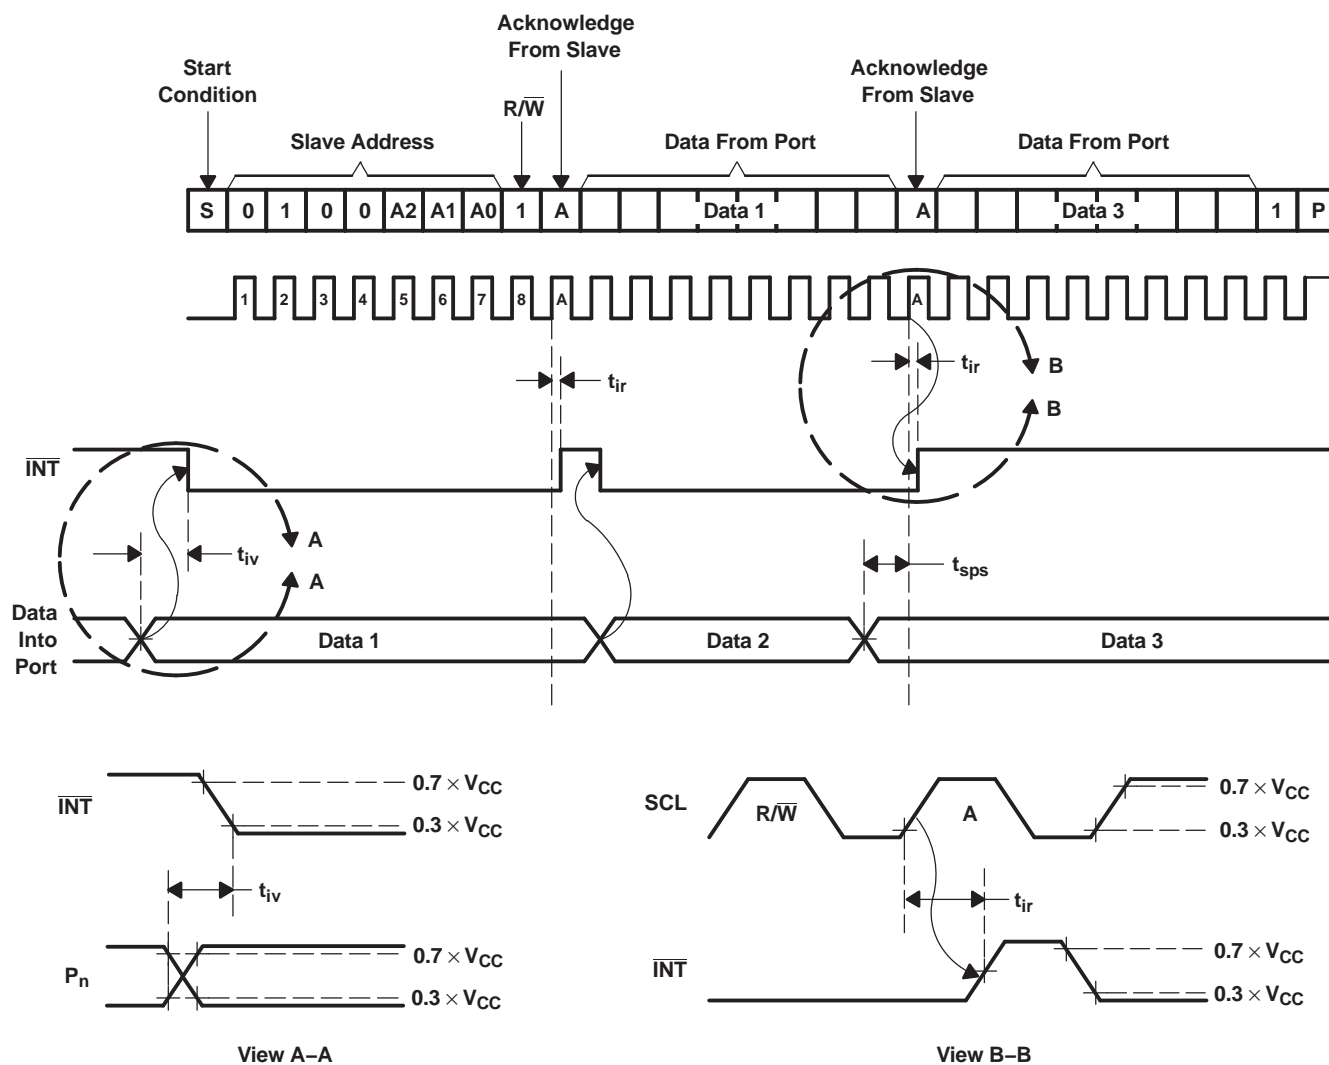 Acknowledge
From Slave
Start
Condition
R/W̅
Acknowledge
From Slave
Slave Address
Data From Port
Data From Port
S 0 1 0 0 A2 A1 A0 1 A Data 1 A Data 3 1 P
1 2 3 4 5 6 7 8 A A
tir
tir
B
B
I̅N̅T̅
tiv
A
A
tsps
Data
Into
Port
Data 1
Data 2
Data 3
I̅N̅T̅
0.7 × VCC
0.3 × VCC
tiv
Pn
0.7 × VCC
0.3 × VCC
View A–A
SCL
R/W̅
A
0.7 × VCC
0.3 × VCC
tir
I̅N̅T̅
0.7 × VCC
0.3 × VCC
View B–B